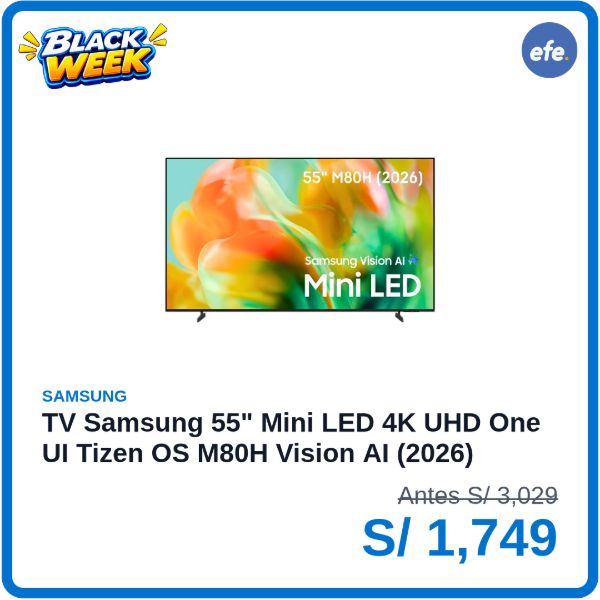 BLACK
WEEK
efe.
55" M80H (2026)
Samsung Vision AI
Mini LED
SAMSUNG
TV Samsung 55" Mini LED 4K UHD One
UI Tizen OS M80H Vision AI (2026)
Antes S/ 3,029
S/ 1,749